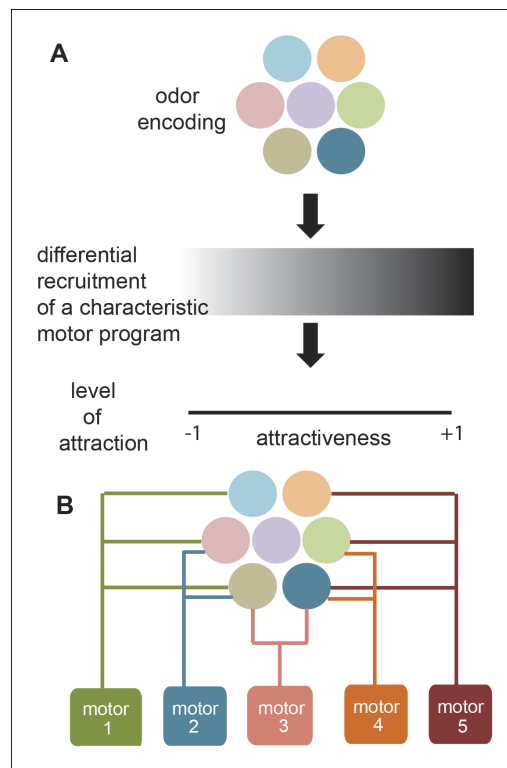 A
odor
encoding
differential
recruitment
of a characteristic
motor program
level
of
attraction
-1
attractiveness
+1
B
motor
1
motor
2
motor
3
motor
4
motor
5